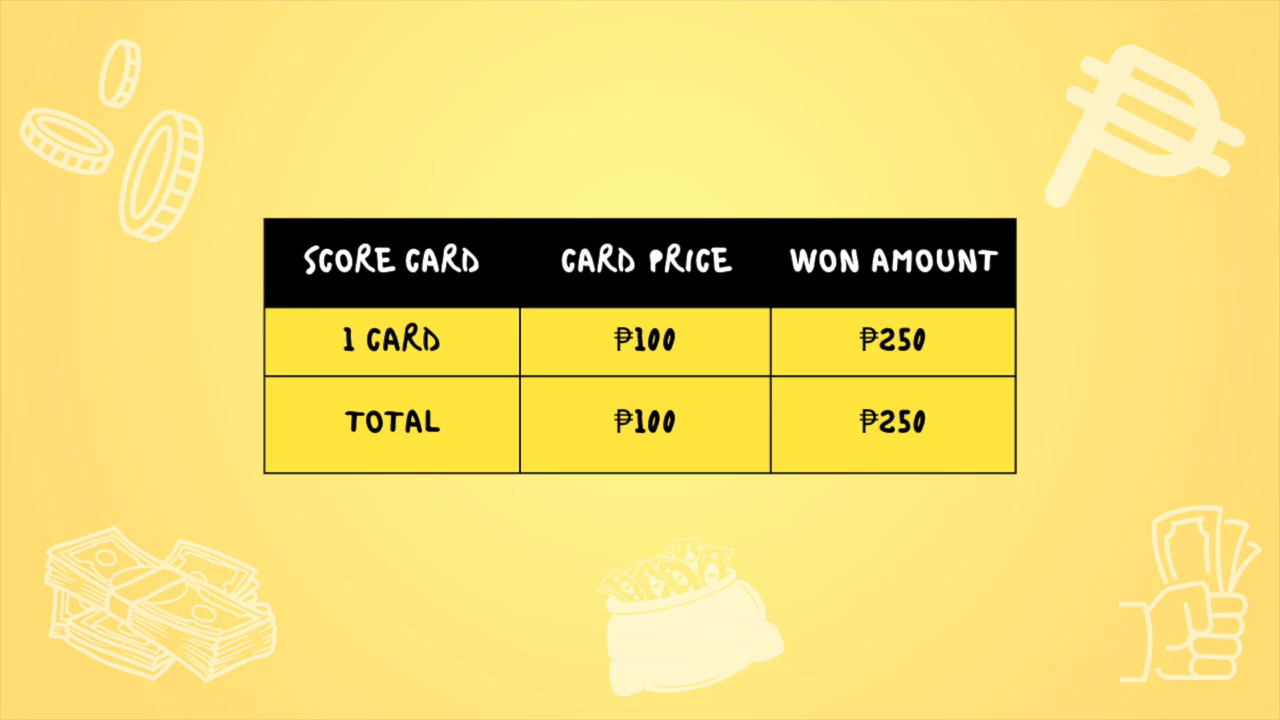 SCORE CARD CARD PRICE WON AMOUNT
1 CARD ₱100 ₱250
TOTAL ₱100 ₱250